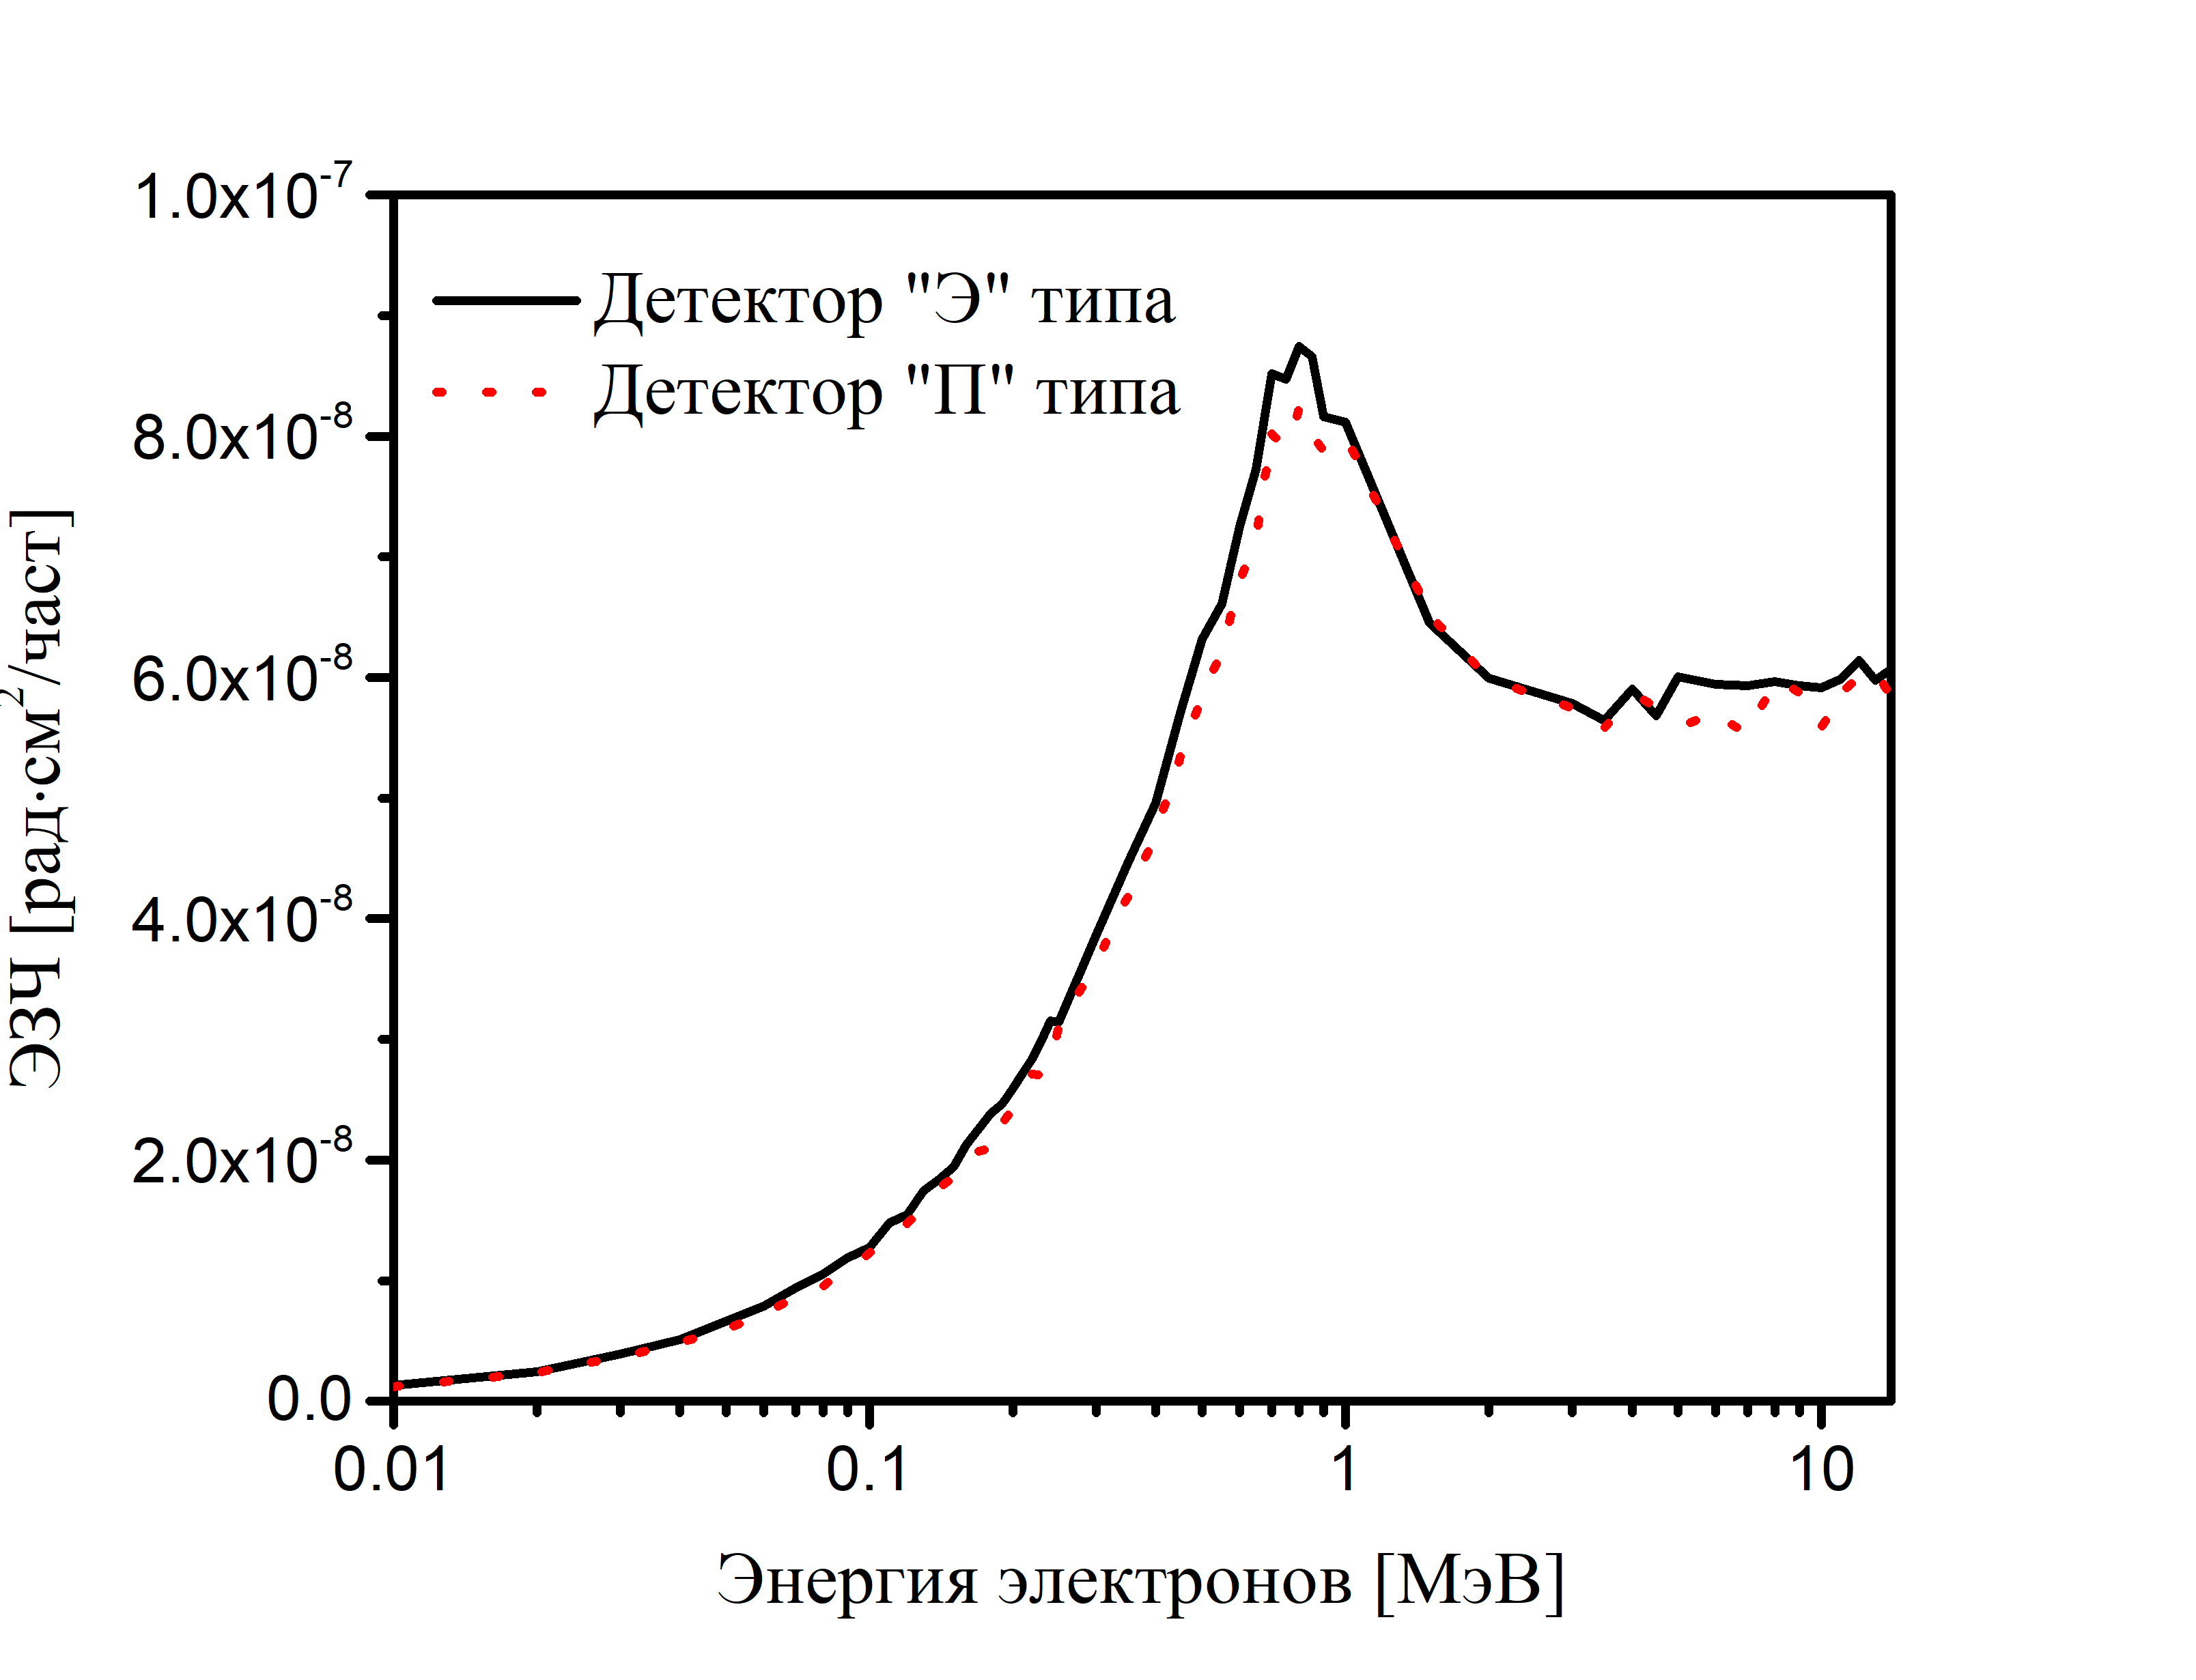 1.0x10⁻⁷
8.0x10⁻⁸
6.0x10⁻⁸
4.0x10⁻⁸
2.0x10⁻⁸
0.0
ЭЗЧ [рад·см²/част]
Детектор "Э" типа
Детектор "П" типа
0.01 0.1 1 10
Энергия электронов [МэВ]